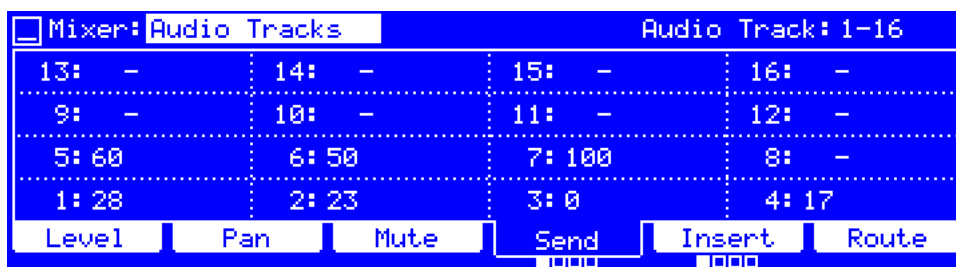 Mixer: Audio Tracks Audio Track: 1-16
13: - 14: - 15: - 16: -
9: - 10: - 11: - 12: -
5: 60 6: 50 7: 100 8: -
1: 28 2: 23 3: 0 4: 17
Level Pan Mute Send Insert Route